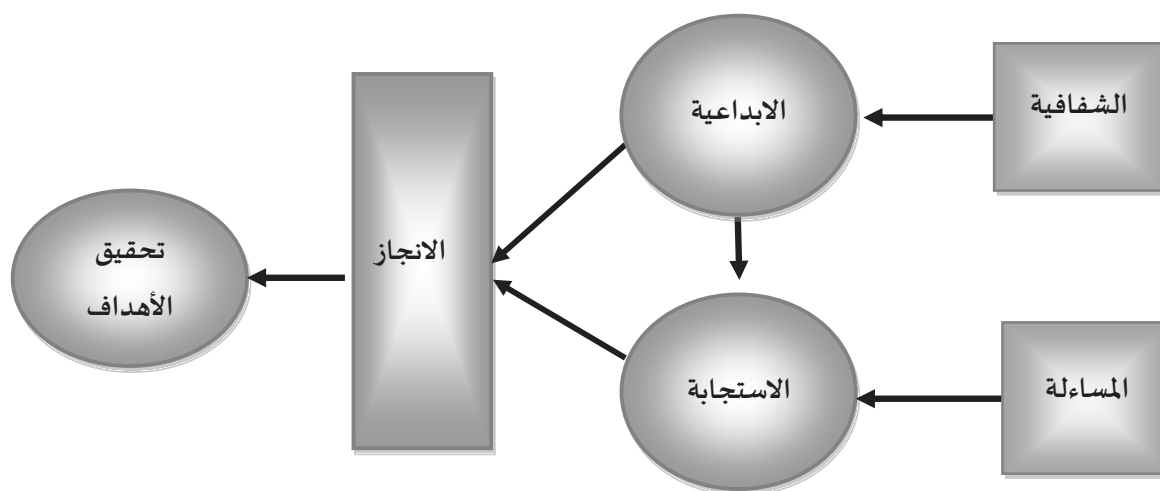 الشفافية
الابداعية
الانجاز
تحقيق
الأهداف
المساءلة
الاستجابة